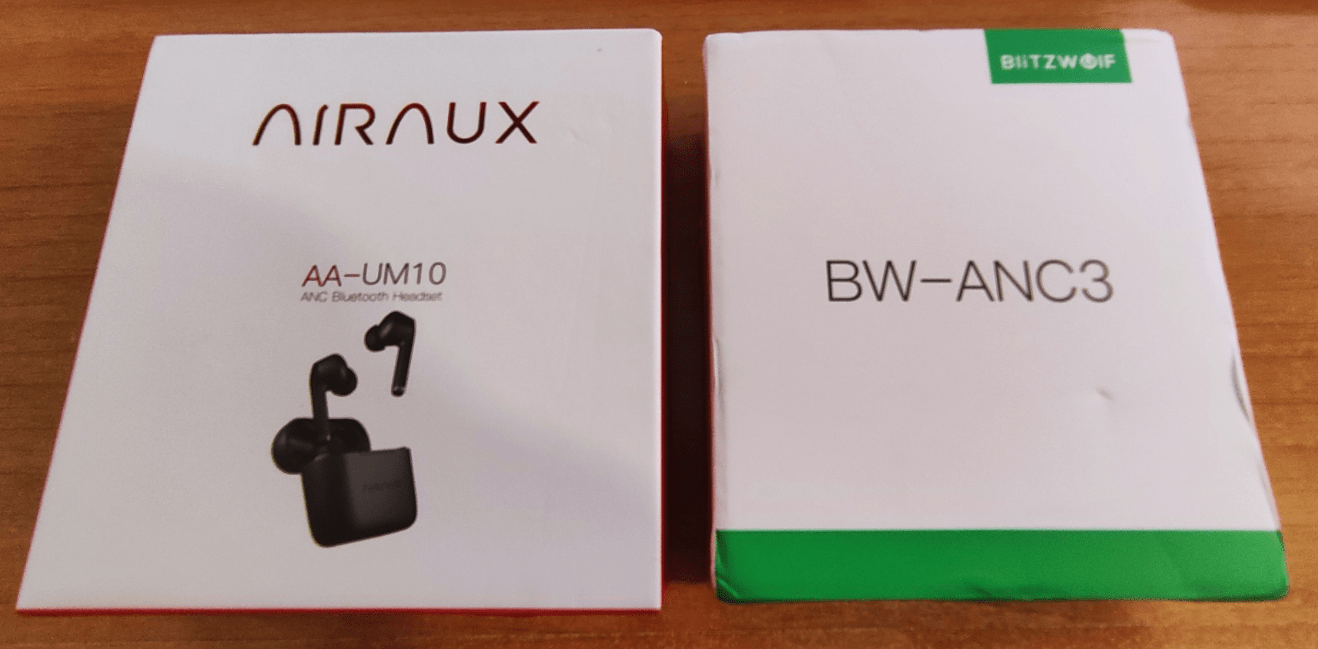 AIRAUX
AA-UM10
ANC Bluetooth Headset
BLiTZWOlF
BW-ANC3